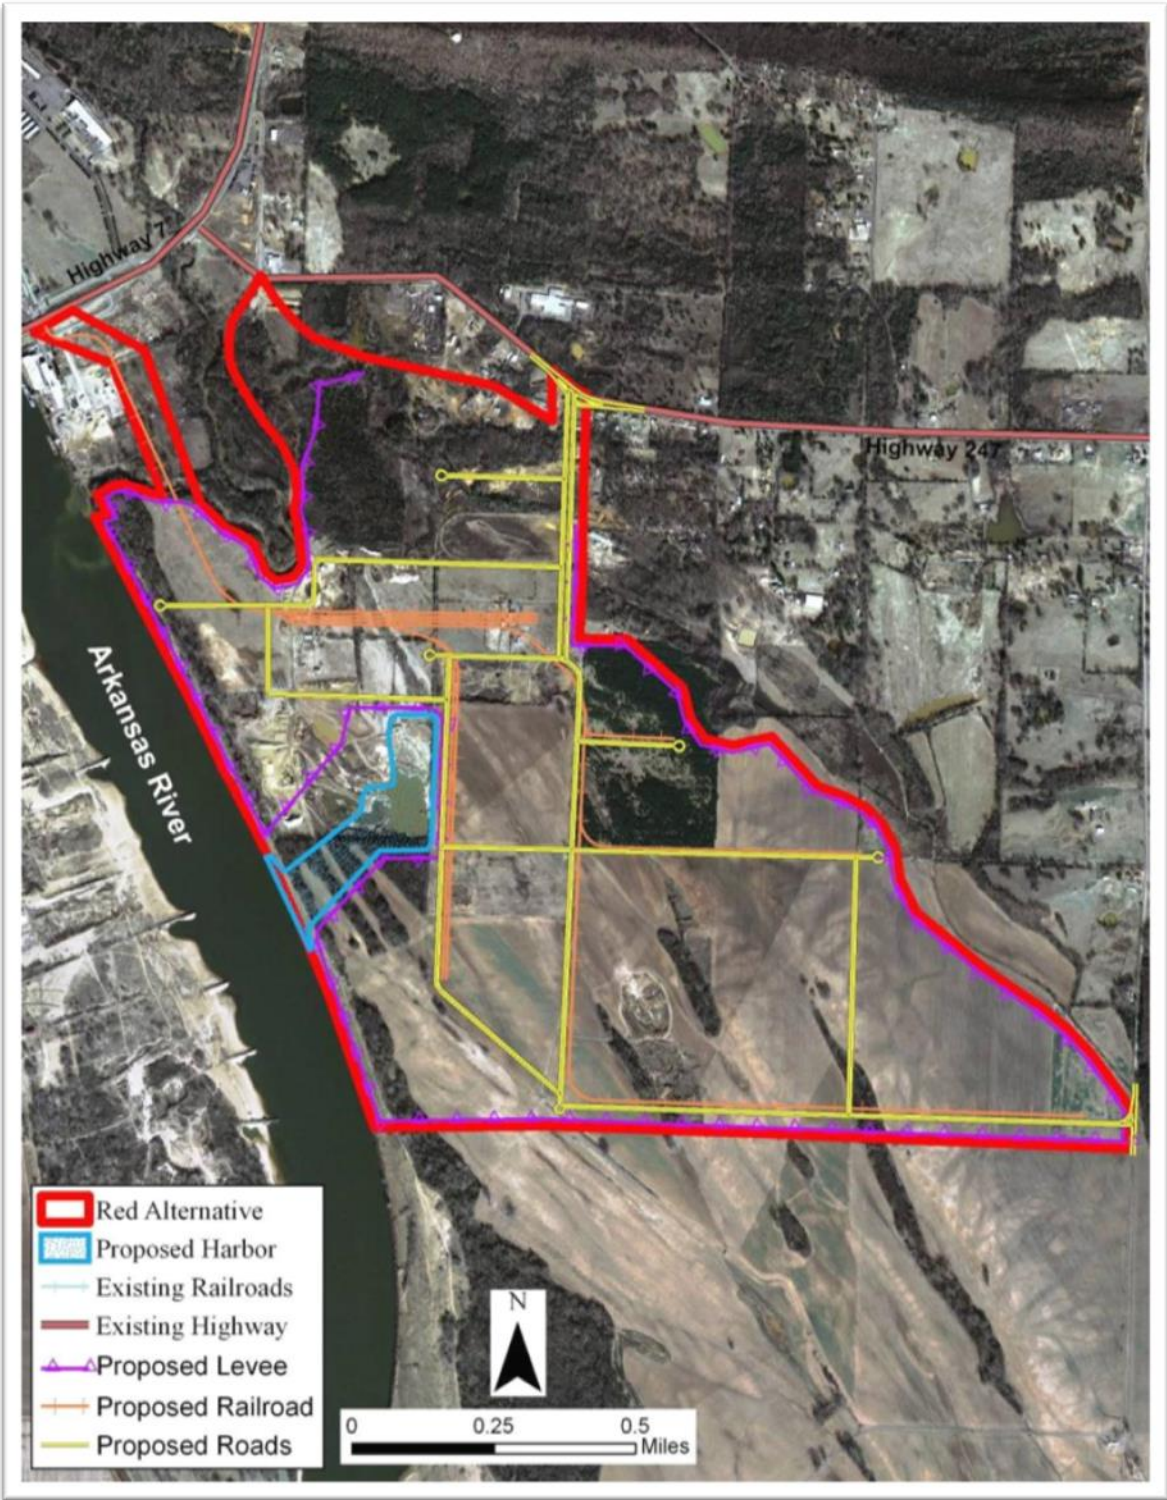 Highway 7
Highway 247
Arkansas River
Red Alternative
Proposed Harbor
Existing Railroads
Existing Highway
Proposed Levee
Proposed Railroad
Proposed Roads
N
0 0.25 0.5
Miles